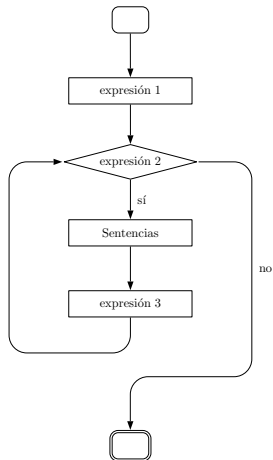 expresión 1
expresión 2
sí
Sentencias
no
expresión 3